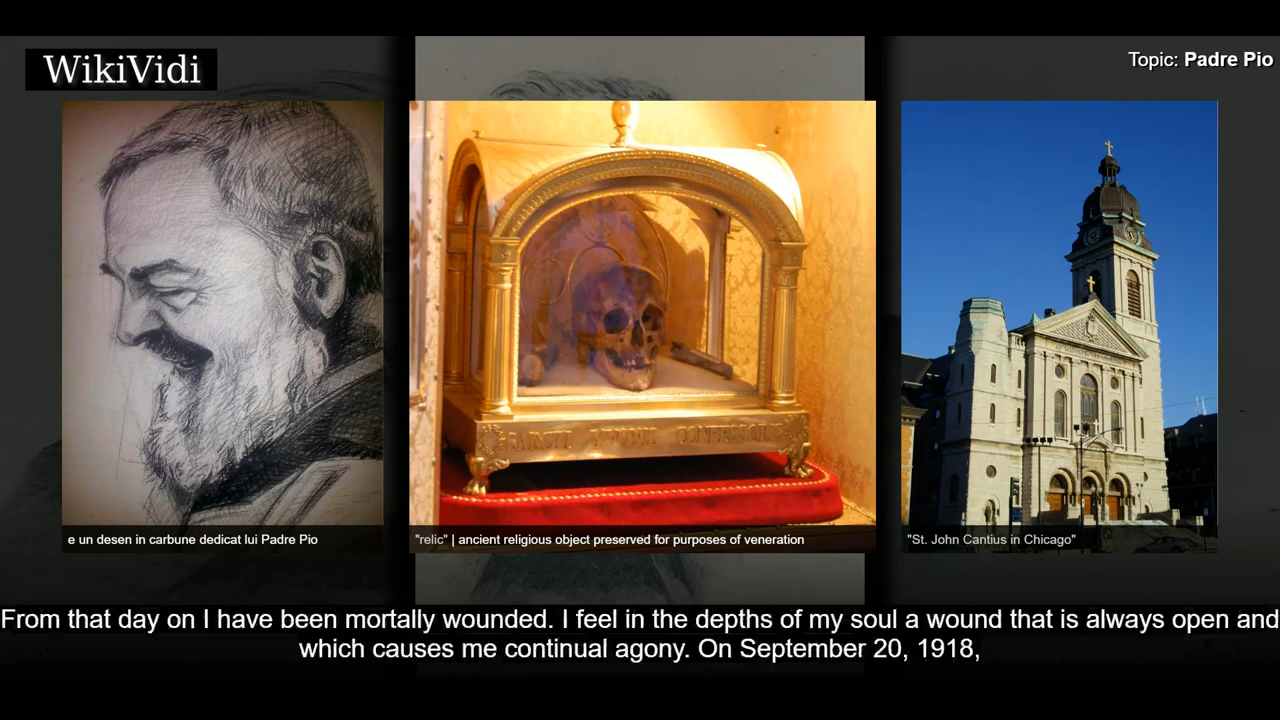 WikiVidi
Topic: Padre Pio
e un desen in carbune dedicat lui Padre Pio
"relic" | ancient religious object preserved for purposes of veneration
"St. John Cantius in Chicago"
From that day on I have been mortally wounded. I feel in the depths of my soul a wound that is always open and
which causes me continual agony. On September 20, 1918,